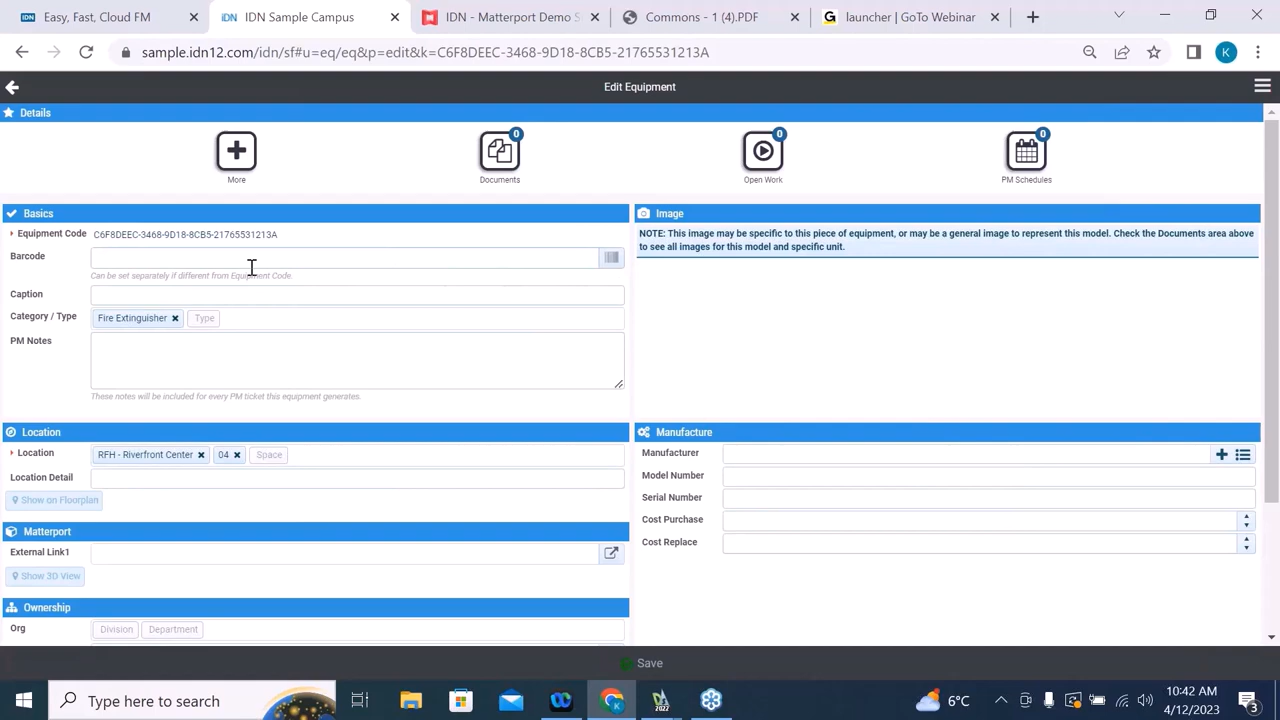 Easy, Fast, Cloud FM
IDN Sample Campus
IDN - Matterport Demo S
Commons - 1 (4).PDF
launcher | GoTo Webinar
sample.idn12.com/idn/sf#u=eq/eq&p=edit&k=C6F8DEEC-3468-9D18-8CB5-21765531213A
K
Edit Equipment
Details
0
0
0
More
Documents
Open Work
PM Schedules
Basics
Equipment Code C6F8DEEC-3468-9D18-8CB5-21765531213A
Barcode
Can be set separately if different from Equipment Code.
Caption
Category / Type Fire Extinguisher Type
PM Notes
These notes will be included for every PM ticket this equipment generates.
Image
NOTE: This image may be specific to this piece of equipment, or may be a general image to represent this model. Check the Documents area above
to see all images for this model and specific unit.
Location
Location RFH - Riverfront Center 04 Space
Location Detail
Show on Floorplan
Manufacture
Manufacturer
Model Number
Serial Number
Cost Purchase
Cost Replace
Matterport
External Link1
Show 3D View
Ownership
Org Division Department
Save
Type here to search
2022
6°C
10:42 AM
4/12/2023
3